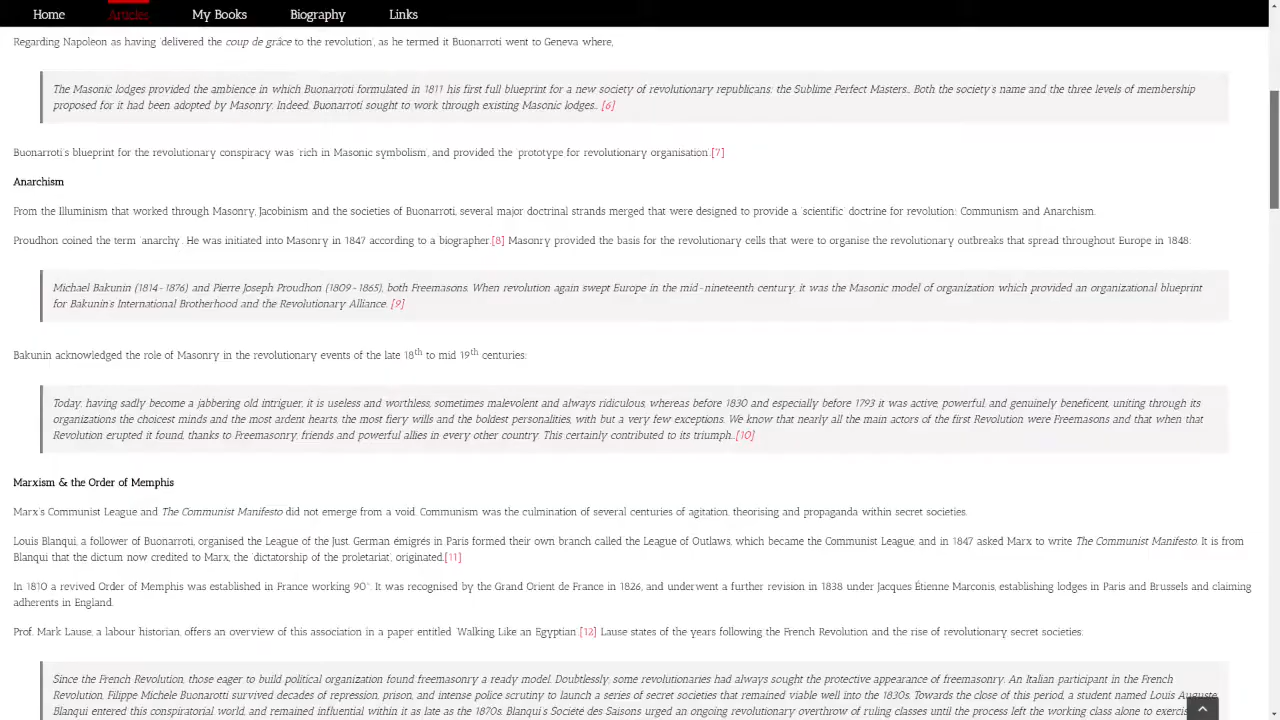 Home Articles My Books Biography Links
Regarding Napoleon as having 'delivered the coup de grâce to the revolution', as he termed it Buonarroti went to Geneva where,
The Masonic lodges provided the ambience in which Buonarroti formulated in 1811 his first full blueprint for a new society of revolutionary republicans: the Sublime Perfect Masters… Both the society's name and the three levels of membership
proposed for it had been adopted by Masonry. Indeed, Buonarroti sought to work through existing Masonic lodges… [6]
Buonarroti's blueprint for the revolutionary conspiracy was 'rich in Masonic symbolism', and provided the 'prototype for revolutionary organisation'.[7]
Anarchism
From the Illuminism that worked through Masonry, Jacobinism and the societies of Buonarroti, several major doctrinal strands merged that were designed to provide a 'scientific' doctrine for revolution: Communism and Anarchism.
Proudhon coined the term 'anarchy'. He was initiated into Masonry in 1847 according to a biographer.[8] Masonry provided the basis for the revolutionary cells that were to organise the revolutionary outbreaks that spread throughout Europe in 1848:
Michael Bakunin (1814-1876) and Pierre Joseph Proudhon (1809-1865), both Freemasons. When revolution again swept Europe in the mid-nineteenth century, it was the Masonic model of organization which provided an organizational blueprint
for Bakunin's International Brotherhood and the Revolutionary Alliance. [9]
Bakunin acknowledged the role of Masonry in the revolutionary events of the late 18th to mid 19th centuries:
Today, having sadly become a jabbering old intriguer, it is useless and worthless, sometimes malevolent and always ridiculous, whereas before 1830 and especially before 1793 it was active, powerful, and genuinely beneficent, uniting through its
organizations the choicest minds and the most ardent hearts, the most fiery wills and the boldest personalities, with but a very few exceptions. We know that nearly all the main actors of the first Revolution were Freemasons and that when that
Revolution erupted it found, thanks to Freemasonry, friends and powerful allies in every other country. This certainly contributed to its triumph…[10]
Marxism & the Order of Memphis
Marx's Communist League and The Communist Manifesto did not emerge from a void. Communism was the culmination of several centuries of agitation, theorising and propaganda within secret societies.
Louis Blanqui, a follower of Buonarroti, organised the League of the Just. German émigrés in Paris formed their own branch called the League of Outlaws, which became the Communist League, and in 1847 asked Marx to write The Communist Manifesto. It is from
Blanqui that the dictum now credited to Marx, the 'dictatorship of the proletariat', originated.[11]
In 1810 a revived Order of Memphis was established in France working 90°. It was recognised by the Grand Orient de France in 1826, and underwent a further revision in 1838 under Jacques Étienne Marconis, establishing lodges in Paris and Brussels and claiming
adherents in England.
Prof. Mark Lause, a labour historian, offers an overview of this association in a paper entitled 'Walking Like an Egyptian'.[12] Lause states of the years following the French Revolution and the rise of revolutionary secret societies:
Since the French Revolution, those eager to build political organization found freemasonry a ready model. Doubtlessly, some revolutionaries had always sought the protective appearance of freemasonry. An Italian participant in the French
Revolution, Filippe Michele Buonarroti survived decades of repression, prison, and intense police scrutiny to launch a series of secret societies that remained viable well into the 1830s. Towards the close of this period, a student named Louis Auguste
Blanqui entered this conspiratorial world, and remained influential within it as late as the 1870s. Blanqui's Société des Saisons urged an ongoing revolutionary overthrow of ruling classes until the process left the working class alone to